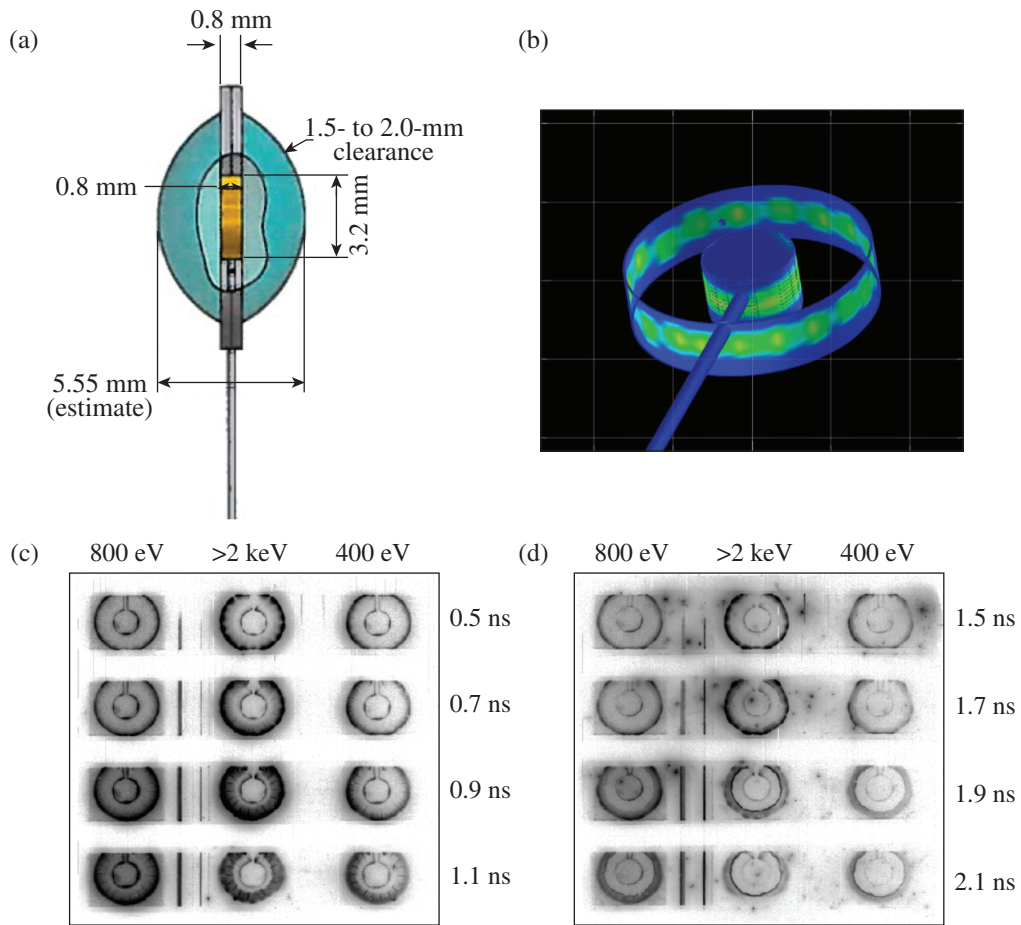 (a)
0.8 mm
1.5- to 2.0-mm
clearance
0.8 mm
3.2 mm
5.55 mm
(estimate)
(b)
(c)
800 eV >2 keV 400 eV
0.5 ns
0.7 ns
0.9 ns
1.1 ns
(d)
800 eV >2 keV 400 eV
1.5 ns
1.7 ns
1.9 ns
2.1 ns